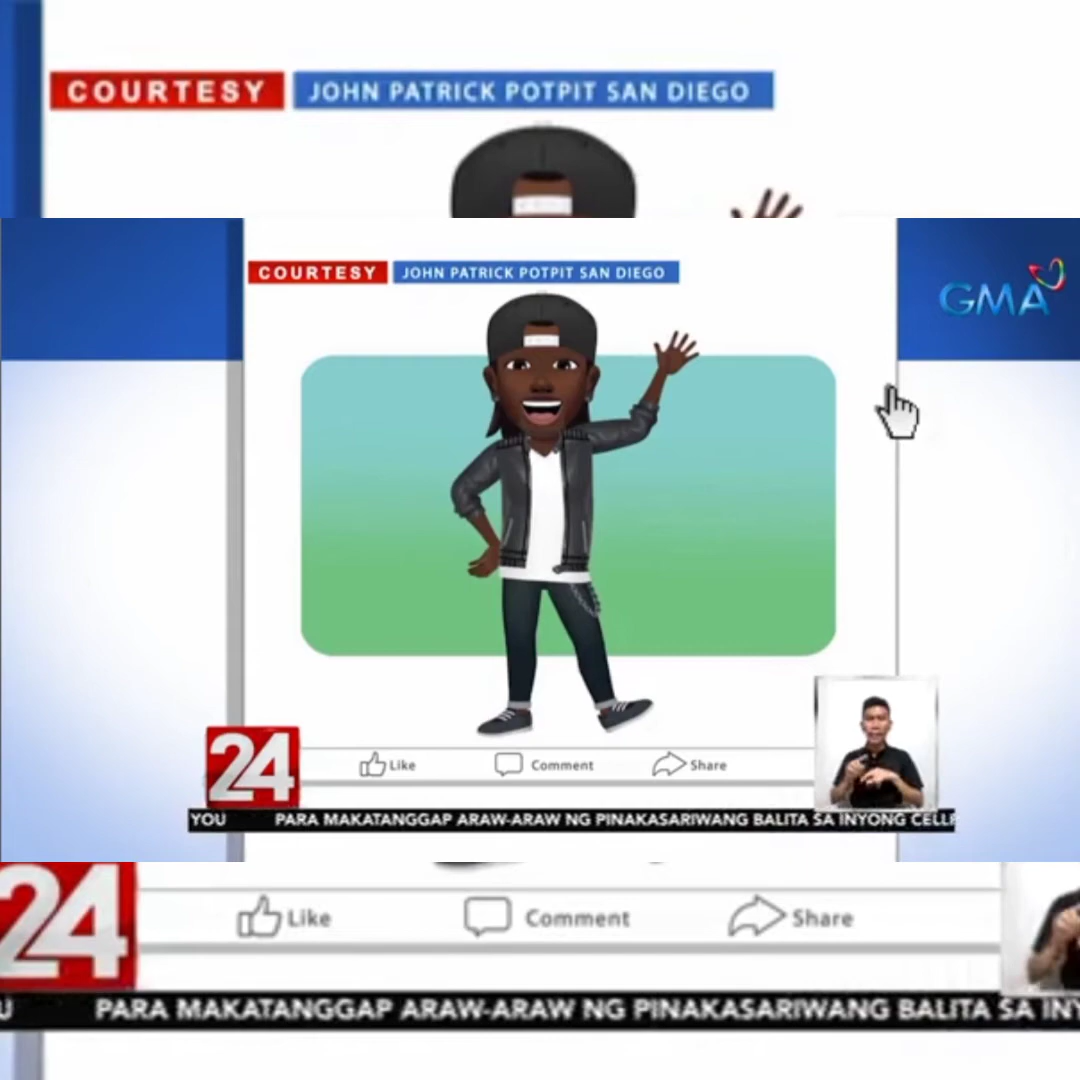 COURTESY JOHN PATRICK POTPIT SAN DIEGO
COURTESY JOHN PATRICK POTPIT SAN DIEGO
GMA
24
Like Comment Share
YOU PARA MAKATANGGAP ARAW-ARAW NG PINAKASARIWANG BALITA SA INYONG
24
Like Comment Share
PARA MAKATANGGAP ARAW-ARAW NG PINAKASARIWANG BALITA SA